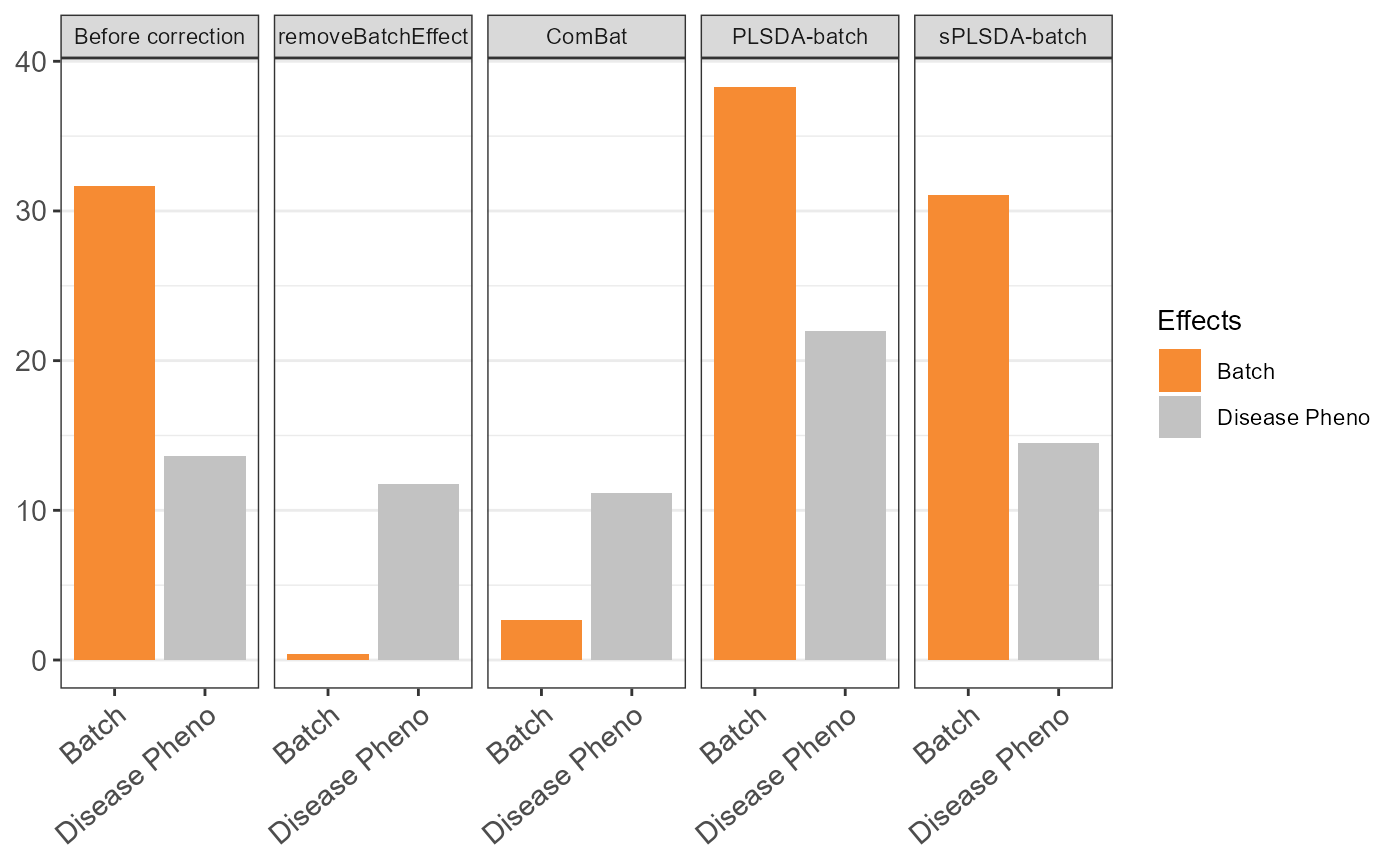 Before correction
removeBatchEffect
ComBat
PLSDA-batch
sPLSDA-batch
40
30
20
10
0
Batch
Disease Pheno
Batch
Disease Pheno
Batch
Disease Pheno
Batch
Disease Pheno
Batch
Disease Pheno
Effects
Batch
Disease Pheno